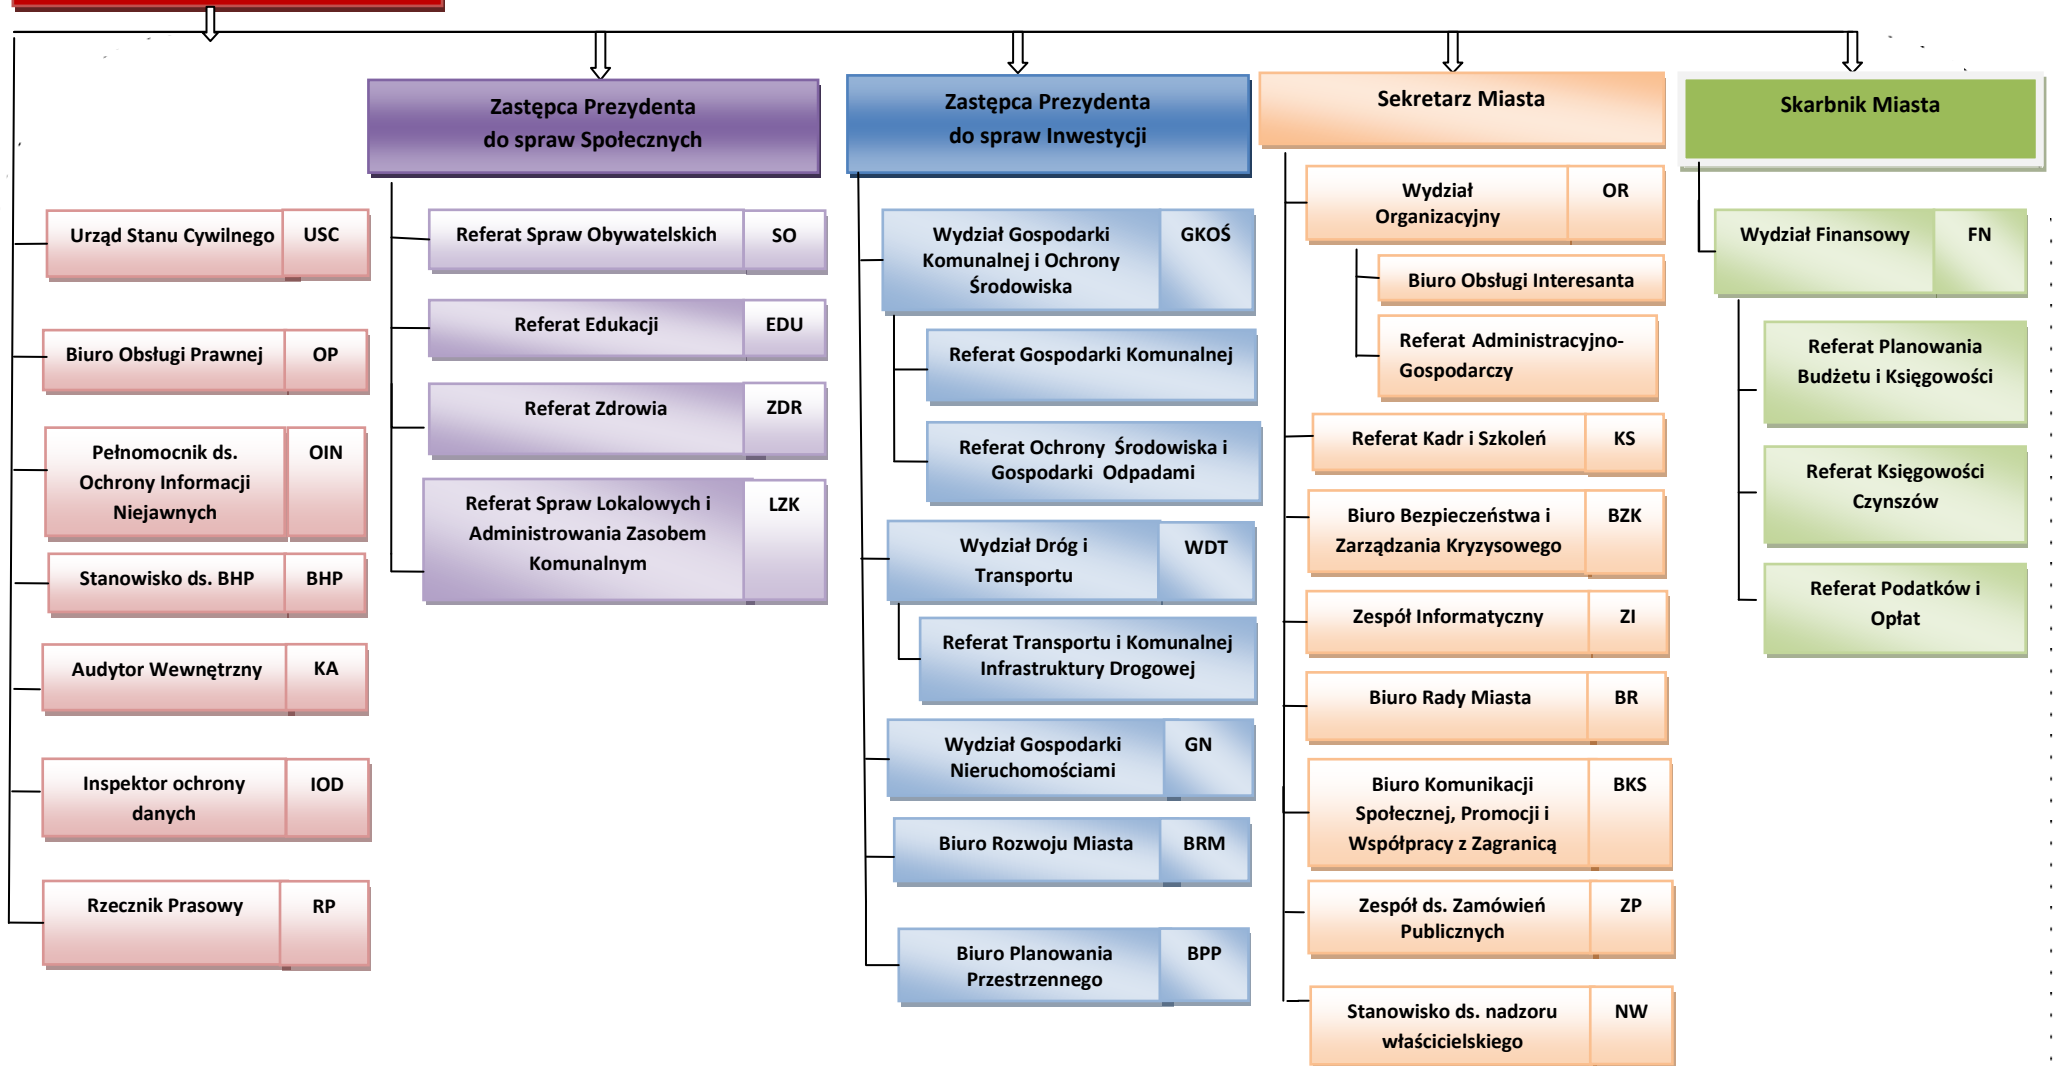 Zastępca Prezydenta
do spraw Społecznych
Zastępca Prezydenta
do spraw Inwestycji
Sekretarz Miasta
Skarbnik Miasta
Urząd Stanu Cywilnego
USC
Biuro Obsługi Prawnej
OP
Pełnomocnik ds.
Ochrony Informacji
Niejawnych
OIN
Stanowisko ds. BHP
BHP
Audytor Wewnętrzny
KA
Inspektor ochrony
danych
IOD
Rzecznik Prasowy
RP
Referat Spraw Obywatelskich
SO
Referat Edukacji
EDU
Referat Zdrowia
ZDR
Referat Spraw Lokalowych i
Administrowania Zasobem
Komunalnym
LZK
Wydział Gospodarki
Komunalnej i Ochrony
Środowiska
GKOŚ
Referat Gospodarki Komunalnej
Referat Ochrony Środowiska i
Gospodarki Odpadami
Wydział Dróg i
Transportu
WDT
Referat Transportu i Komunalnej
Infrastruktury Drogowej
Wydział Gospodarki
Nieruchomościami
GN
Biuro Rozwoju Miasta
BRM
Biuro Planowania
Przestrzennego
BPP
Wydział
Organizacyjny
OR
Biuro Obsługi Interesanta
Referat Administracyjno-
Gospodarczy
Referat Kadr i Szkoleń
KS
Biuro Bezpieczeństwa i
Zarządzania Kryzysowego
BZK
Zespół Informatyczny
ZI
Biuro Rady Miasta
BR
Biuro Komunikacji
Społecznej, Promocji i
Współpracy z Zagranicą
BKS
Zespół ds. Zamówień
Publicznych
ZP
Stanowisko ds. nadzoru
właścicielskiego
NW
Wydział Finansowy
FN
Referat Planowania
Budżetu i Księgowości
Referat Księgowości
Czynszów
Referat Podatków i
Opłat